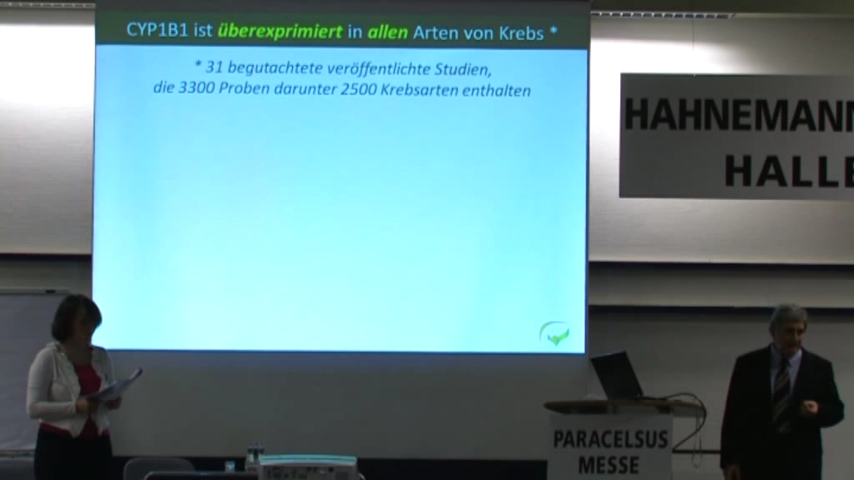 CYP1B1 ist überexprimiert in allen Arten von Krebs *
* 31 begutachtete veröffentlichte Studien,
die 3300 Proben darunter 2500 Krebsarten enthalten
HAHNEMANN
HALLE
PARACELSUS
MESSE